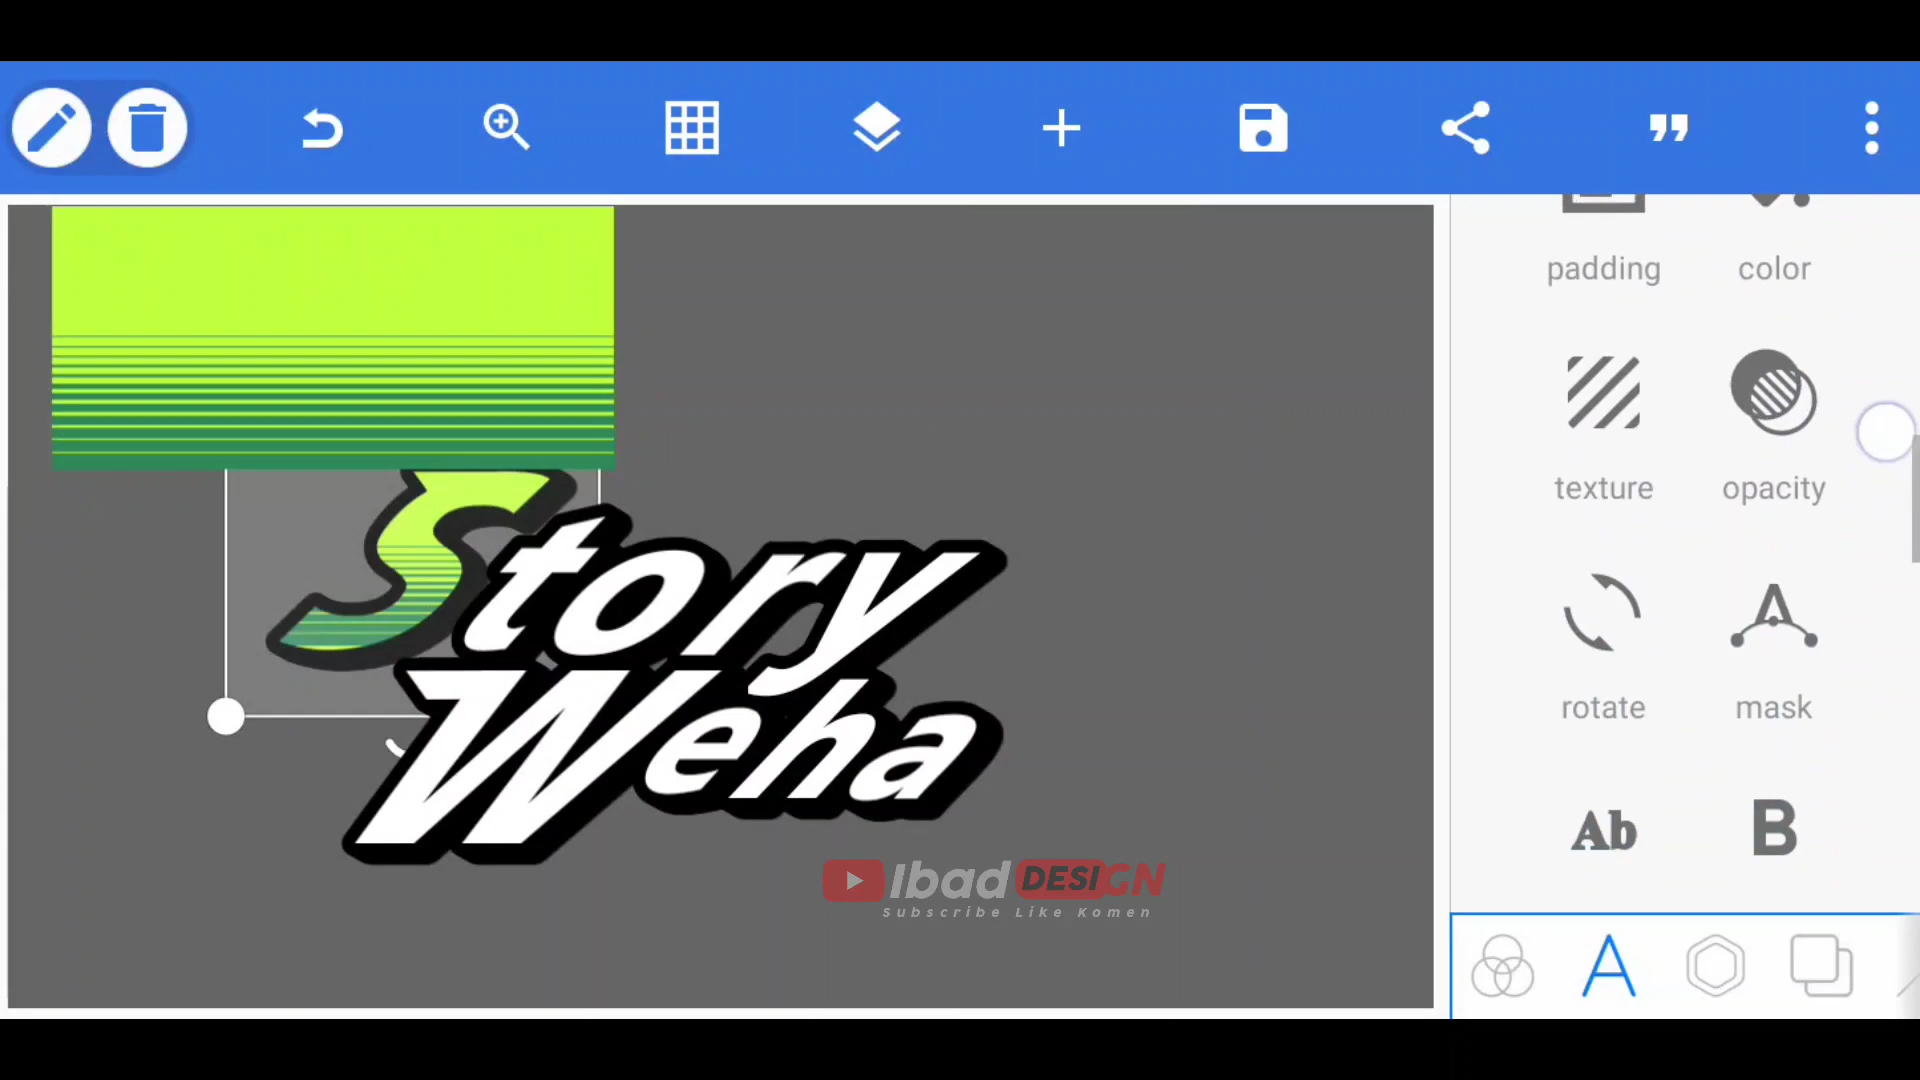 padding color
texture opacity
rotate mask
Ab B
Story
Weha
Ibad DESIGN
Subscribe Like Komen
A